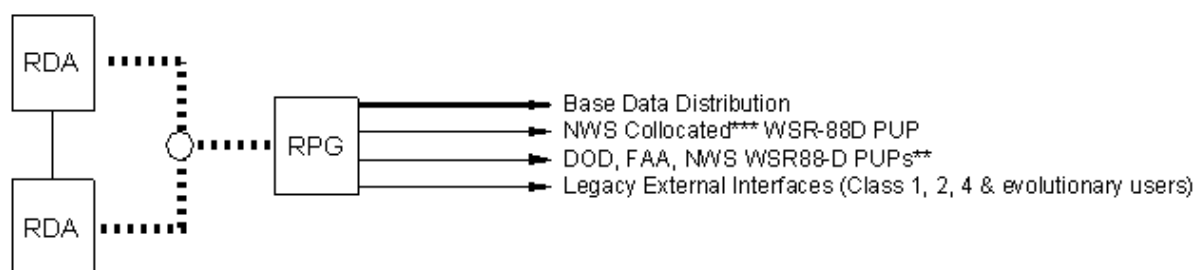 RDA
RDA
RPG
Base Data Distribution
NWS Collocated*** WSR-88D PUP
DOD, FAA, NWS WSR88-D PUPs**
Legacy External Interfaces (Class 1, 2, 4 & evolutionary users)